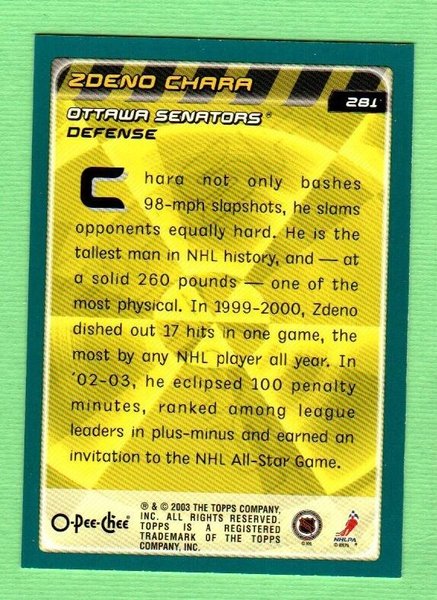 ZDENO CHARA
281
OTTAWA SENATORS®
DEFENSE
Chara not only bashes
98-mph slapshots, he slams
opponents equally hard. He is the
tallest man in NHL history, and — at
a solid 260 pounds — one of the
most physical. In 1999-2000, Zdeno
dished out 17 hits in one game, the
most by any NHL player all year. In
'02-03, he eclipsed 100 penalty
minutes, ranked among league
leaders in plus-minus and earned an
invitation to the NHL All-Star Game.
O-Pee-Chee
® & © 2003 THE TOPPS COMPANY,
INC. ALL RIGHTS RESERVED.
TOPPS IS A REGISTERED
TRADEMARK OF THE TOPPS
COMPANY, INC.
NHL
© NHL
NHLPA
© NHLPA